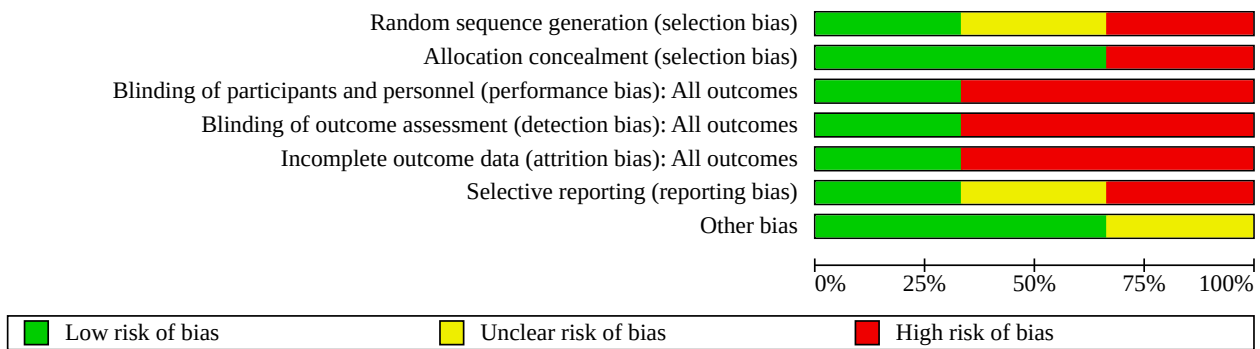 Random sequence generation (selection bias)
Allocation concealment (selection bias)
Blinding of participants and personnel (performance bias): All outcomes
Blinding of outcome assessment (detection bias): All outcomes
Incomplete outcome data (attrition bias): All outcomes
Selective reporting (reporting bias)
Other bias
0% 25% 50% 75% 100%
Low risk of bias Unclear risk of bias High risk of bias